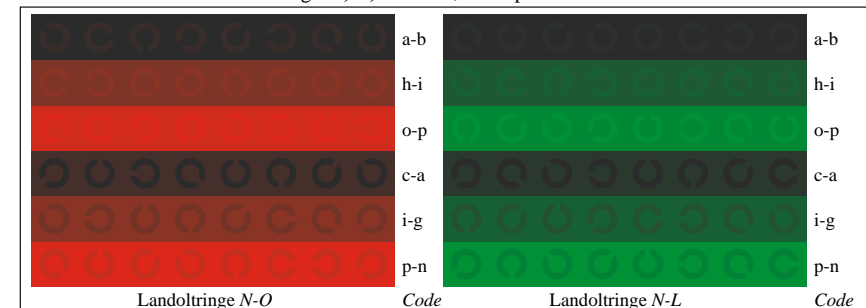 a-b a-b
h-i h-i
o-p o-p
c-a c-a
i-g i-g
p-n p-n
Landoltringe N-O Code Landoltringe N-L Code